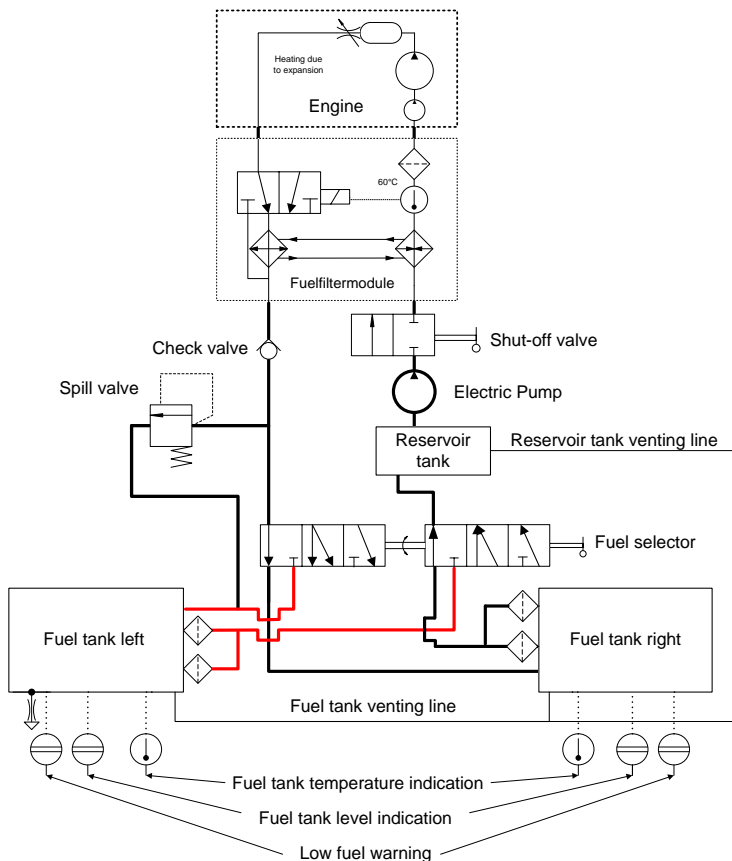 Heating due
to expansion
Engine
60°C
Fuelfiltermodule
Check valve
Shut-off valve
Spill valve
Electric Pump
Reservoir
tank
Reservoir tank venting line
Fuel selector
Fuel tank left
Fuel tank right
Fuel tank venting line
Fuel tank temperature indication
Fuel tank level indication
Low fuel warning